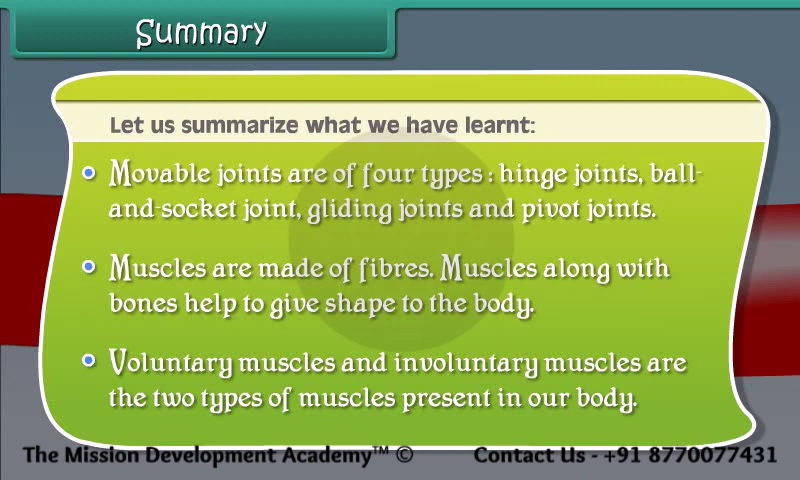 Summary
Let us summarize what we have learnt:
Movable joints are of four types : hinge joints, ball-
and-socket joint, gliding joints and pivot joints.
Muscles are made of fibres. Muscles along with
bones help to give shape to the body.
Voluntary muscles and involuntary muscles are
the two types of muscles present in our body.
The Mission Development Academy™ © Contact Us - +91 8770077431